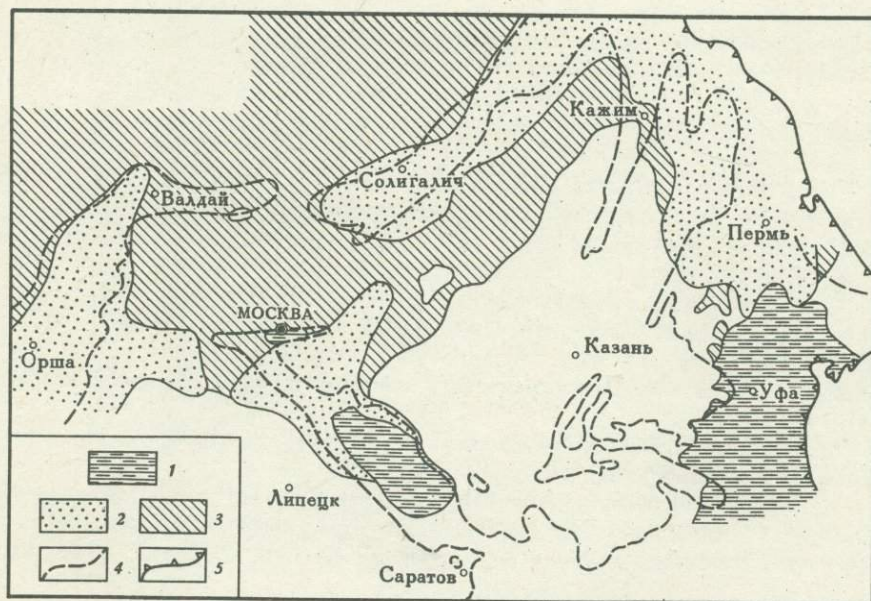 Кажим
Солигалич
Валдай
Пермь
МОСКВА
Орша
Казань
Уфа
Липецк
Саратов
1
2
3
4
5